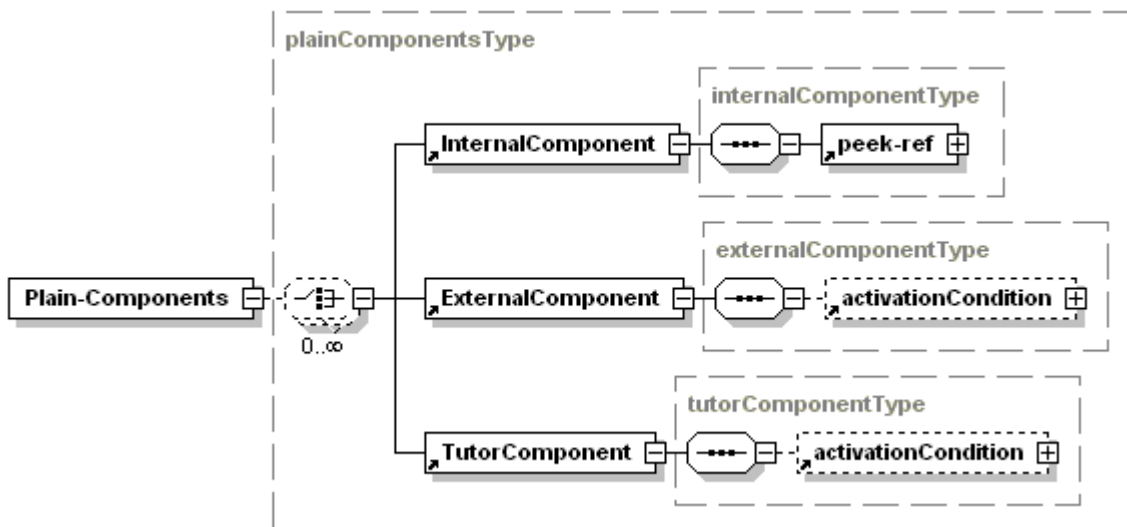 plainComponentsType
internalComponentType
InternalComponent
peek-ref
externalComponentType
Plain-Components
ExternalComponent
activationCondition
0..∞
tutorComponentType
TutorComponent
activationCondition